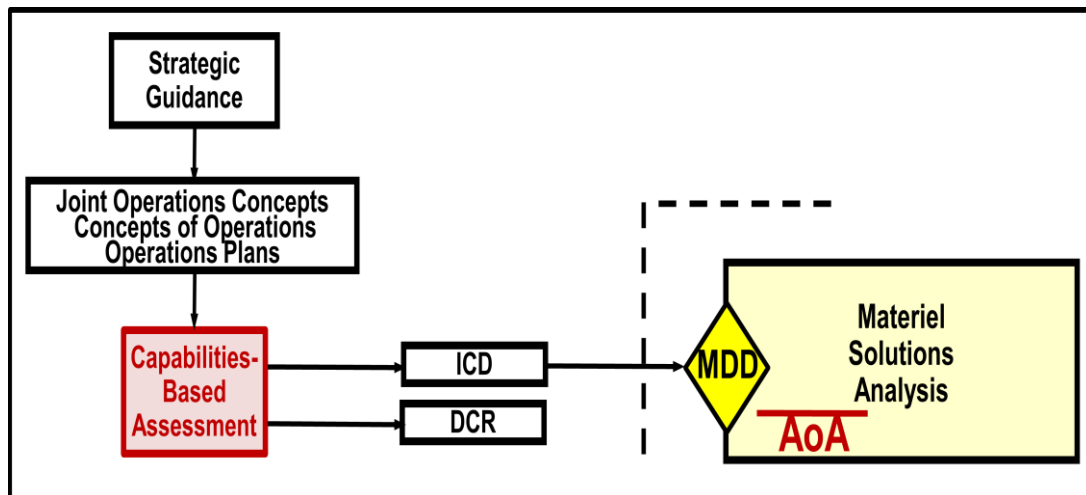 Strategic
Guidance
Joint Operations Concepts
Concepts of Operations
Operations Plans
Capabilities-
Based
Assessment
ICD
DCR
MDD
Materiel
Solutions
Analysis
AoA